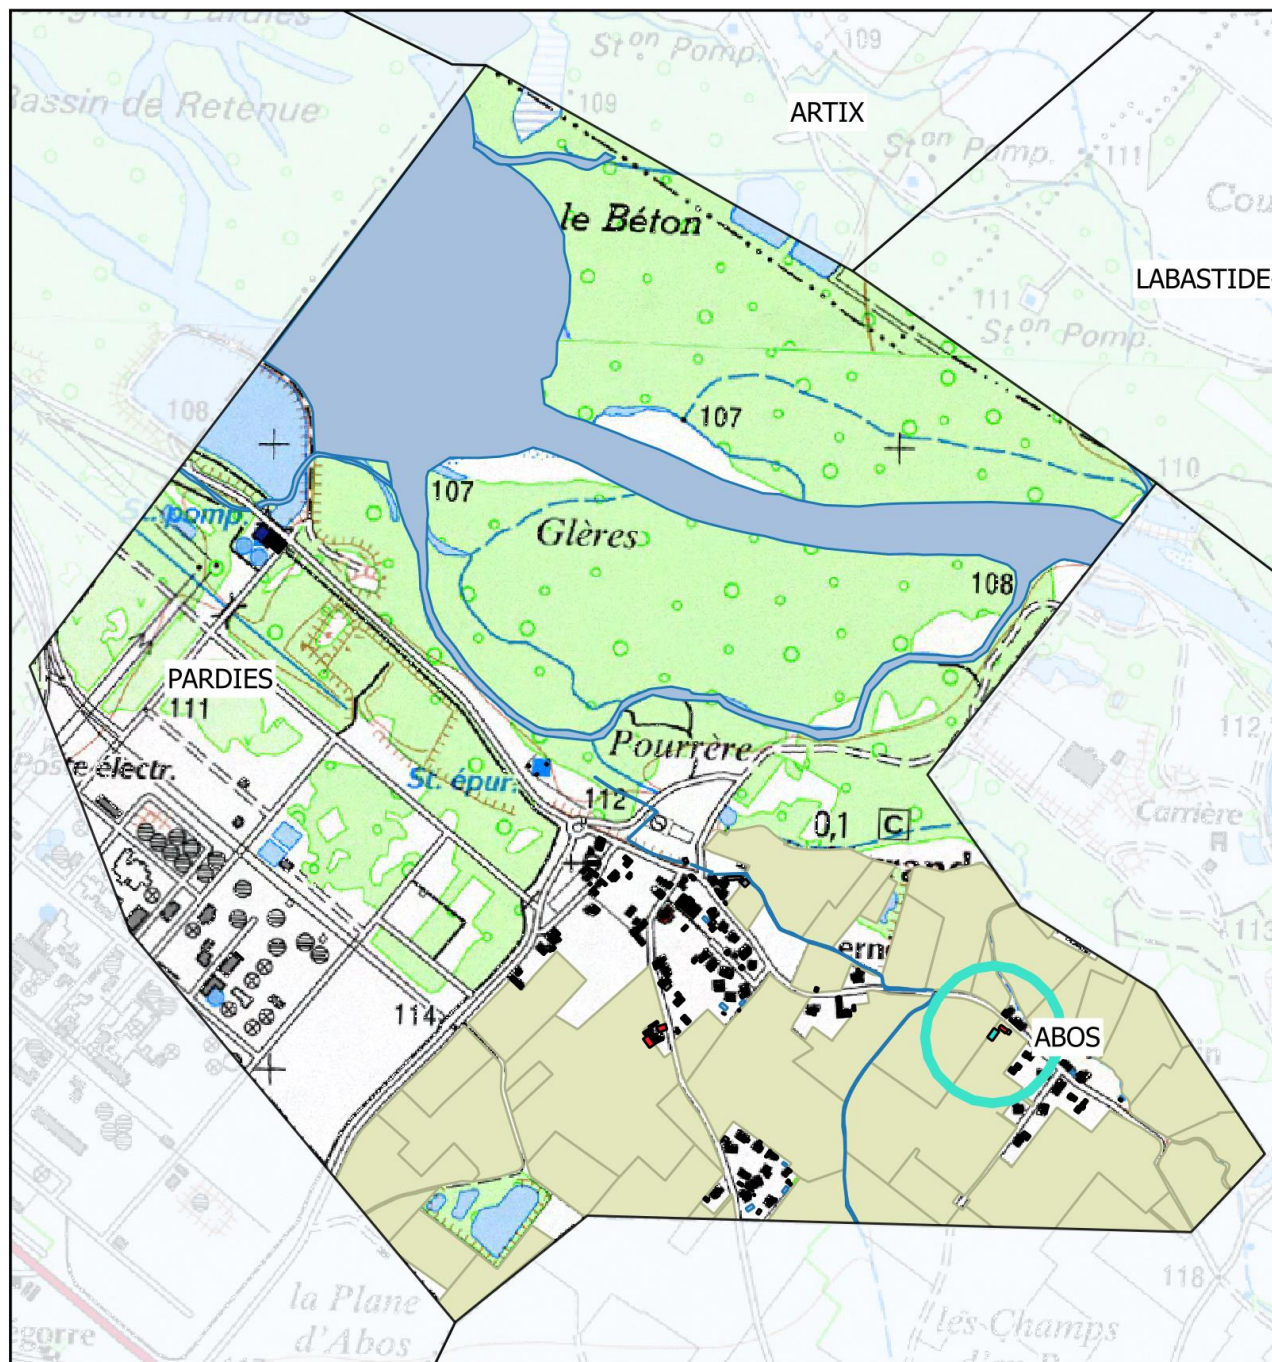 Pardies
Bassin de Retenue
St on Pomp.
109
109
ARTIX
St on Pomp.
111
le Béton
LABASTIDE-
111
St on Pomp.
108
107
110
107
St. pomp.
Glères
108
PARDIES
111
112
Pourrère
te électr.
St. épur.
112
0,1
C
Carrière
113
114
ABOS
118
la Plane
d'Abos
les Champs